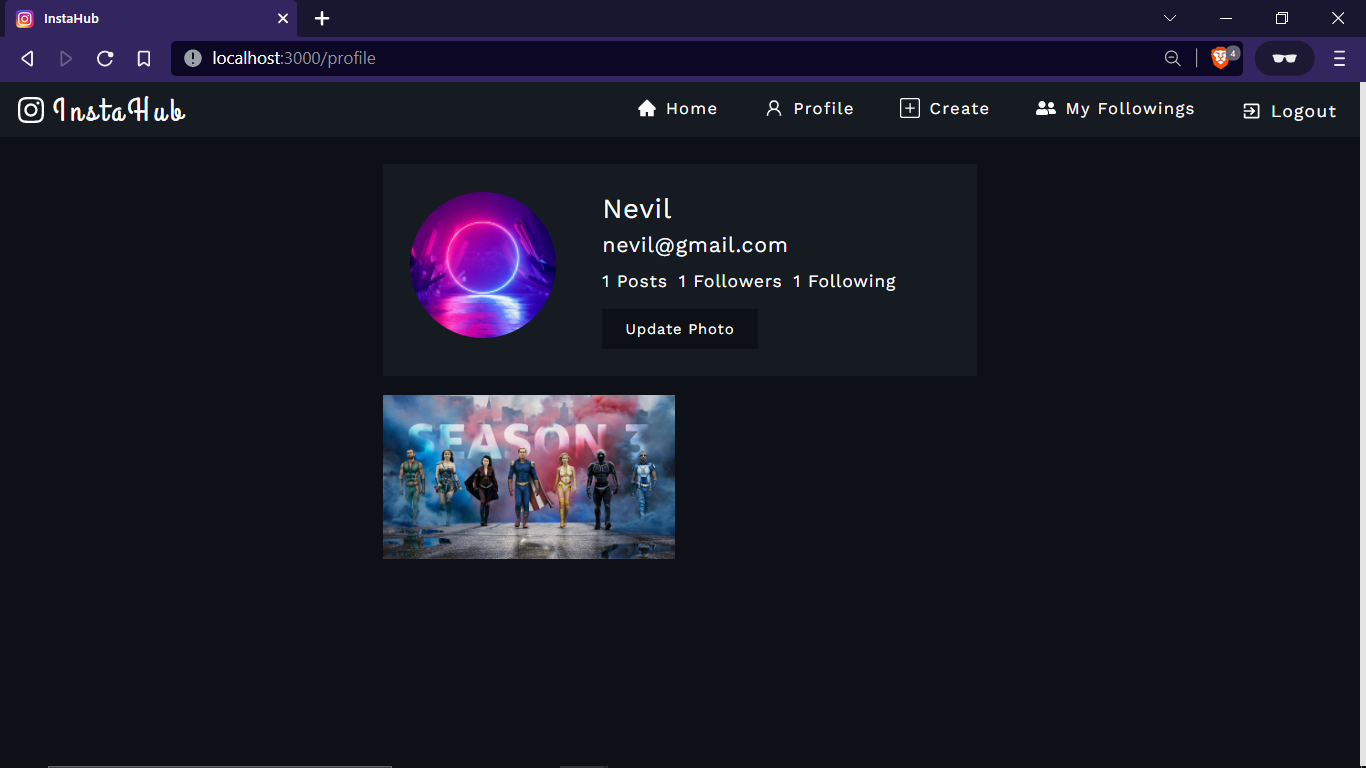 InstaHub
localhost:3000/profile
4
InstaHub
Home Profile Create My Followings Logout
Nevil
nevil@gmail.com
1 Posts 1 Followers 1 Following
Update Photo
SEASON 3